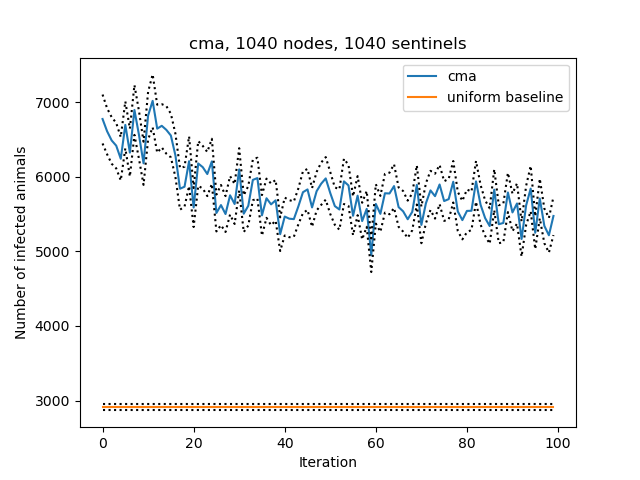 cma, 1040 nodes, 1040 sentinels
cma
uniform baseline
Number of infected animals
7000
6000
5000
4000
3000
0 20 40 60 80 100
Iteration